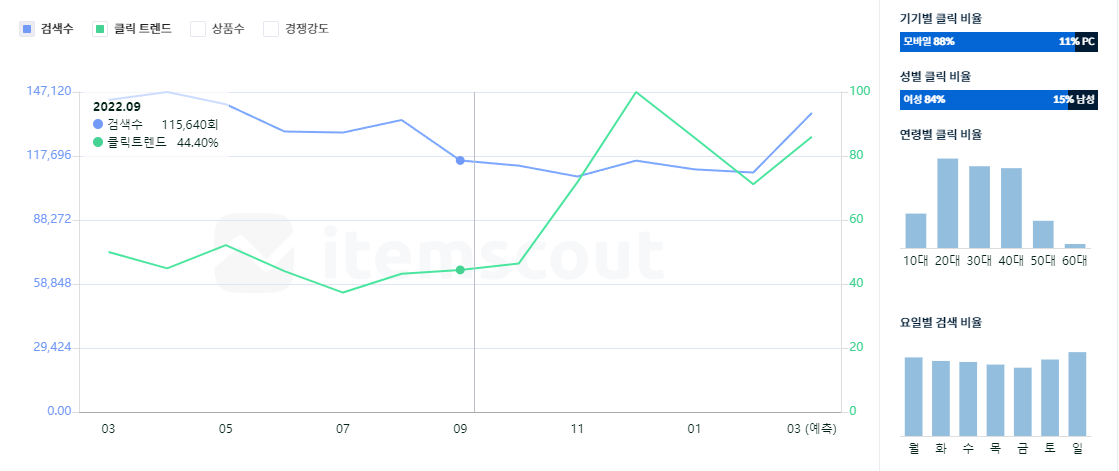 검색수 클릭 트렌드 상품수 경쟁강도
147,120
117,696
88,272
58,848
29,424
0.00
2022.09
검색수 115,640회
클릭트렌드 44.40%
itemscout
100
80
60
40
20
0
03 05 07 09 11 01 03 (예측)
기기별 클릭 비율
모바일 88% 11% PC
성별 클릭 비율
여성 84% 15% 남성
연령별 클릭 비율
10대 20대 30대 40대 50대 60대
요일별 검색 비율
월 화 수 목 금 토 일